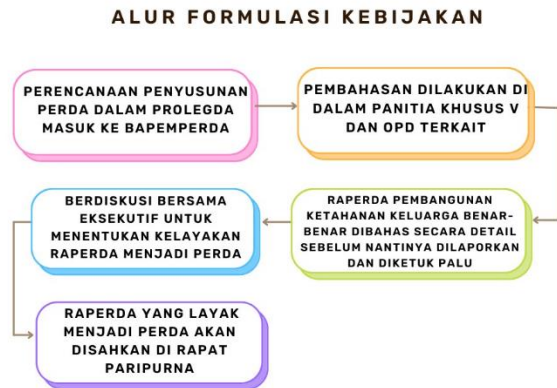 ALUR FORMULASI KEBIJAKAN
PERENCANAAN PENYUSUNAN
PERDA DALAM PROLEGDA
MASUK KE BAPEMPERDA
PEMBAHASAN DILAKUKAN DI
DALAM PANITIA KHUSUS V
DAN OPD TERKAIT
RAPERDA PEMBANGUNAN
KETAHANAN KELUARGA BENAR-
BENAR DIBAHAS SECARA DETAIL
SEBELUM NANTINYA DILAPORKAN
DAN DIKETUK PALU
BERDISKUSI BERSAMA
EKSEKUTIF UNTUK
MENENTUKAN KELAYAKAN
RAPERDA MENJADI PERDA
RAPERDA YANG LAYAK
MENJADI PERDA AKAN
DISAHKAN DI RAPAT
PARIPURNA